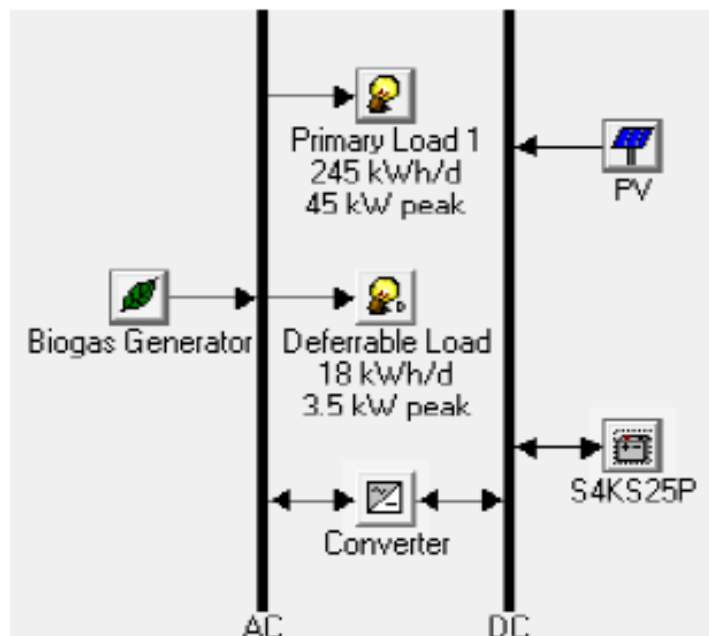 Primary Load 1
245 kWh/d
45 kW peak
PV
Biogas Generator
Deferrable Load
18 kWh/d
3.5 kW peak
S4KS25P
Converter
AC
DC